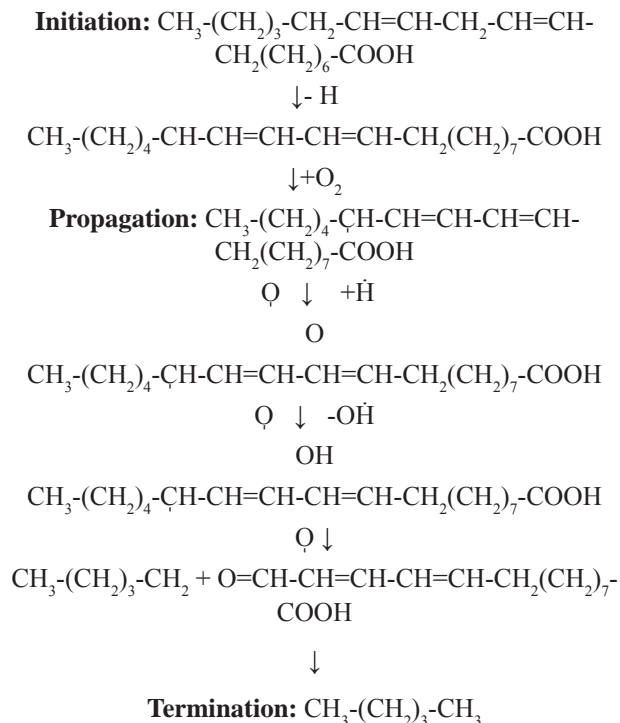 Initiation: CH₃-(CH₂)₃-CH₂-CH=CH-CH₂-CH=CH-
CH₂(CH₂)₆-COOH
↓- H
CH₃-(CH₂)₄-CH-CH=CH-CH=CH-CH₂(CH₂)₇-COOH
↓+O₂
Propagation: CH₃-(CH₂)₄-CH-CH=CH-CH=CH-
CH₂(CH₂)₇-COOH
O ↓ +Ḣ
O
CH₃-(CH₂)₄-CH-CH=CH-CH=CH-CH₂(CH₂)₇-COOH
O ↓ -OḢ
OH
CH₃-(CH₂)₄-CH-CH=CH-CH=CH-CH₂(CH₂)₇-COOH
O ↓
CH₃-(CH₂)₃-CH₂ + O=CH-CH=CH-CH=CH-CH₂(CH₂)₇-
COOH
↓
Termination: CH₃-(CH₂)₃-CH₃